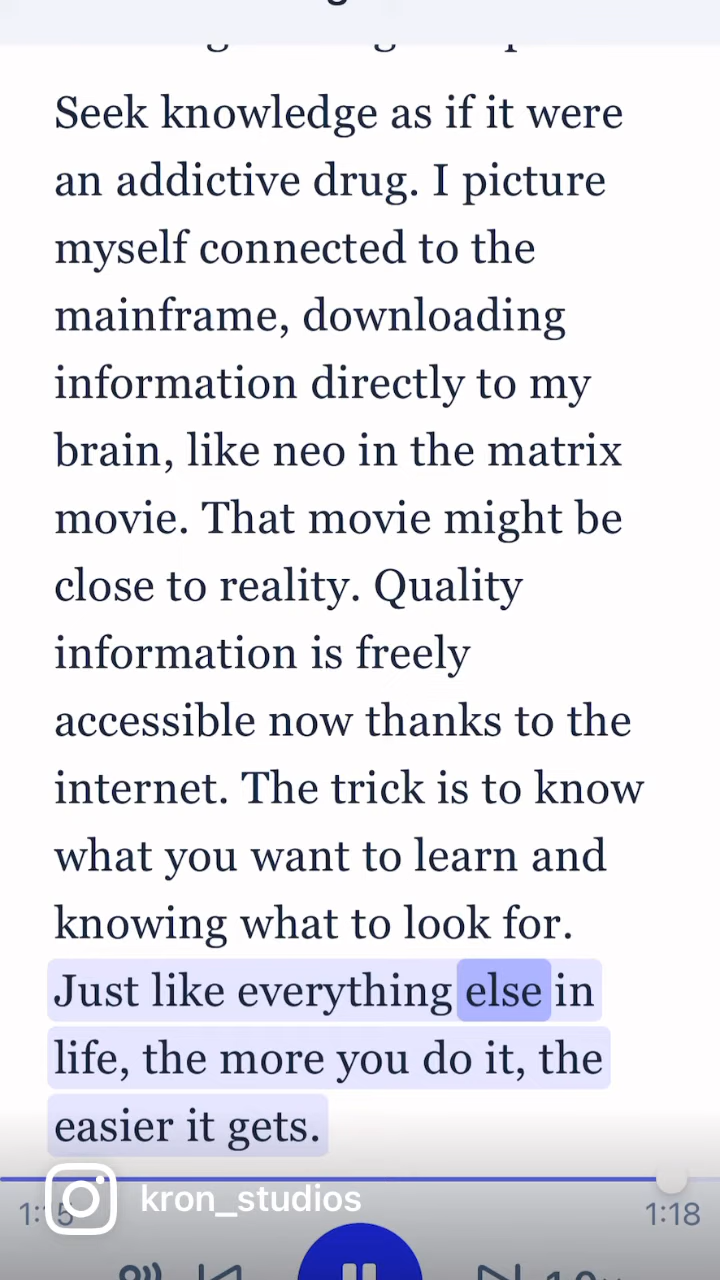 Seek knowledge as if it were
an addictive drug. I picture
myself connected to the
mainframe, downloading
information directly to my
brain, like neo in the matrix
movie. That movie might be
close to reality. Quality
information is freely
accessible now thanks to the
internet. The trick is to know
what you want to learn and
knowing what to look for.
Just like everything else in
life, the more you do it, the
easier it gets.
kron_studios
1:18